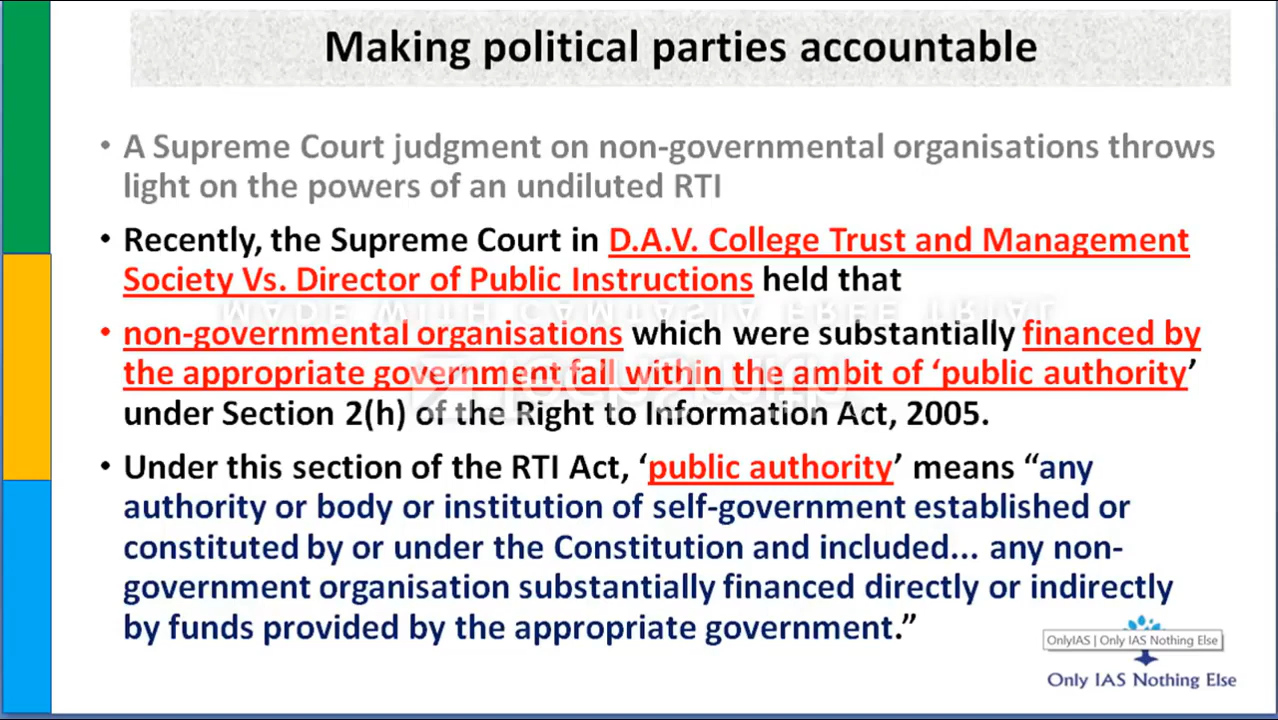 Making political parties accountable
• A Supreme Court judgment on non-governmental organisations throws
light on the powers of an undiluted RTI
• Recently, the Supreme Court in D.A.V. College Trust and Management
Society Vs. Director of Public Instructions held that
MADE WITH CAMTASIA FREE TRIAL
• non-governmental organisations which were substantially financed by
the appropriate government fall within the ambit of ‘public authority’
under Section 2(h) of the Right to Information Act, 2005.
• Under this section of the RTI Act, ‘public authority’ means “any
authority or body or institution of self-government established or
constituted by or under the Constitution and included... any non-
government organisation substantially financed directly or indirectly
by funds provided by the appropriate government.”
OnlyIAS | Only IAS Nothing Else
Only IAS Nothing Else